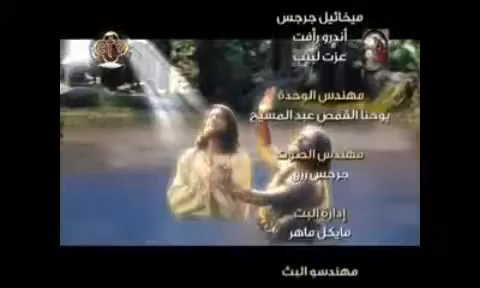 ميخائيل جرجس
أندرو رأفت
عزت لبيب
مهندس الوحدة
يوحنا القمص عبد المسيح
مهندس الصوت
جرجس رزق
إدارة البث
مايكل ماهر
مهندسو البث
CTV